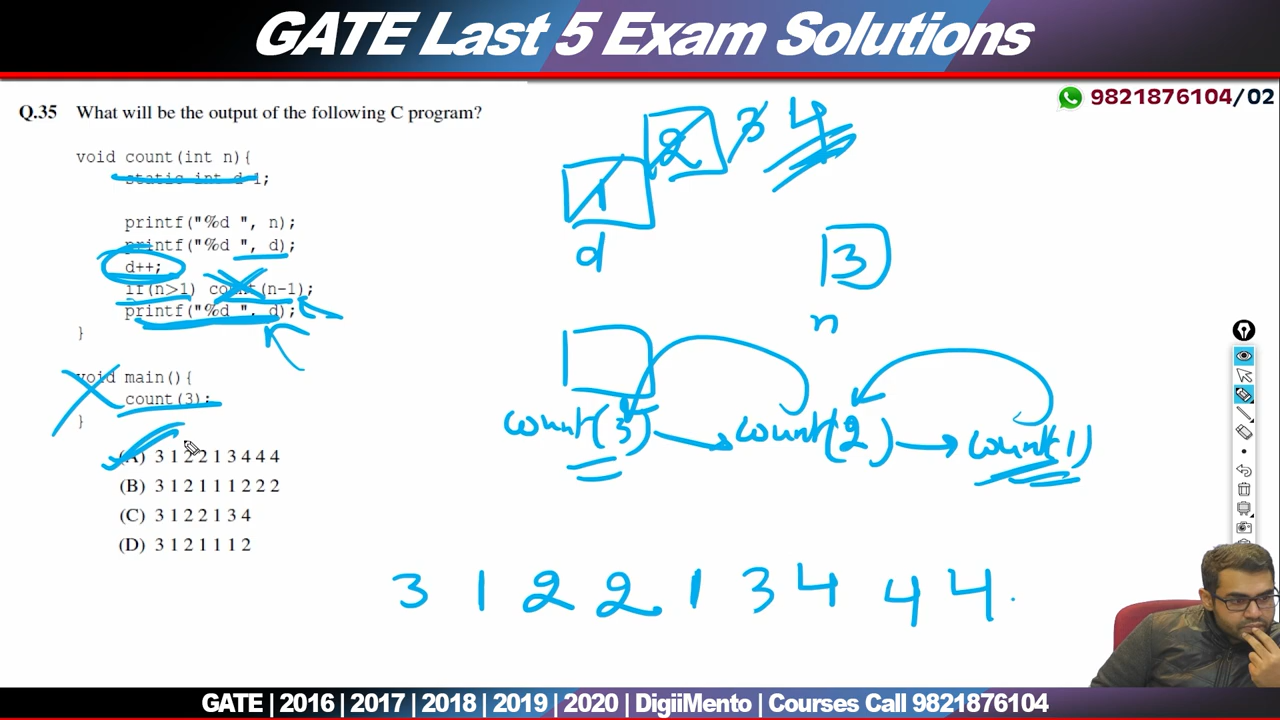 GATE Last 5 Exam Solutions
9821876104/02
Q.35 What will be the output of the following C program?
void count(int n){
static int d=1;
printf("%d ", n);
printf("%d ", d);
d++;
if(n>1) count(n-1);
printf("%d ", d);
}
void main(){
count(3);
}
(A) 3 1 2 2 1 3 4 4 4
(B) 3 1 2 1 1 1 2 2 2
(C) 3 1 2 2 1 3 4
(D) 3 1 2 1 1 1 2
1 2 3 4
d
3
n
count(3) count(2) count(1)
3 1 2 2 1 3 4 4 4
GATE | 2016 | 2017 | 2018 | 2019 | 2020 | DigiiMento | Courses Call 9821876104